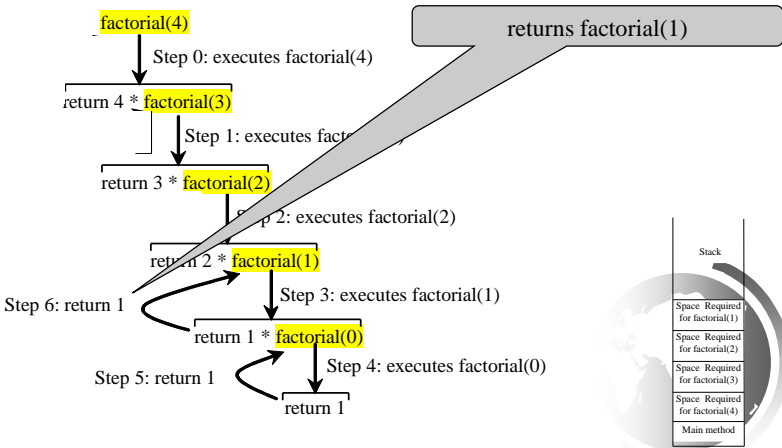 factorial(4)
returns factorial(1)
Step 0: executes factorial(4)
return 4 * factorial(3)
Step 1: executes
return 3 * factorial(2)
2: executes factorial(2)
return 2 * factorial(1)
Step 6: return 1
Step 3: executes factorial(1)
return 1 * factorial(0)
Step 5: return 1
Step 4: executes factorial(0)
return 1
Stack
Space Required
for factorial(1)
Space Required
for factorial(2)
Space Required
for factorial(3)
Space Required
for factorial(4)
Main method